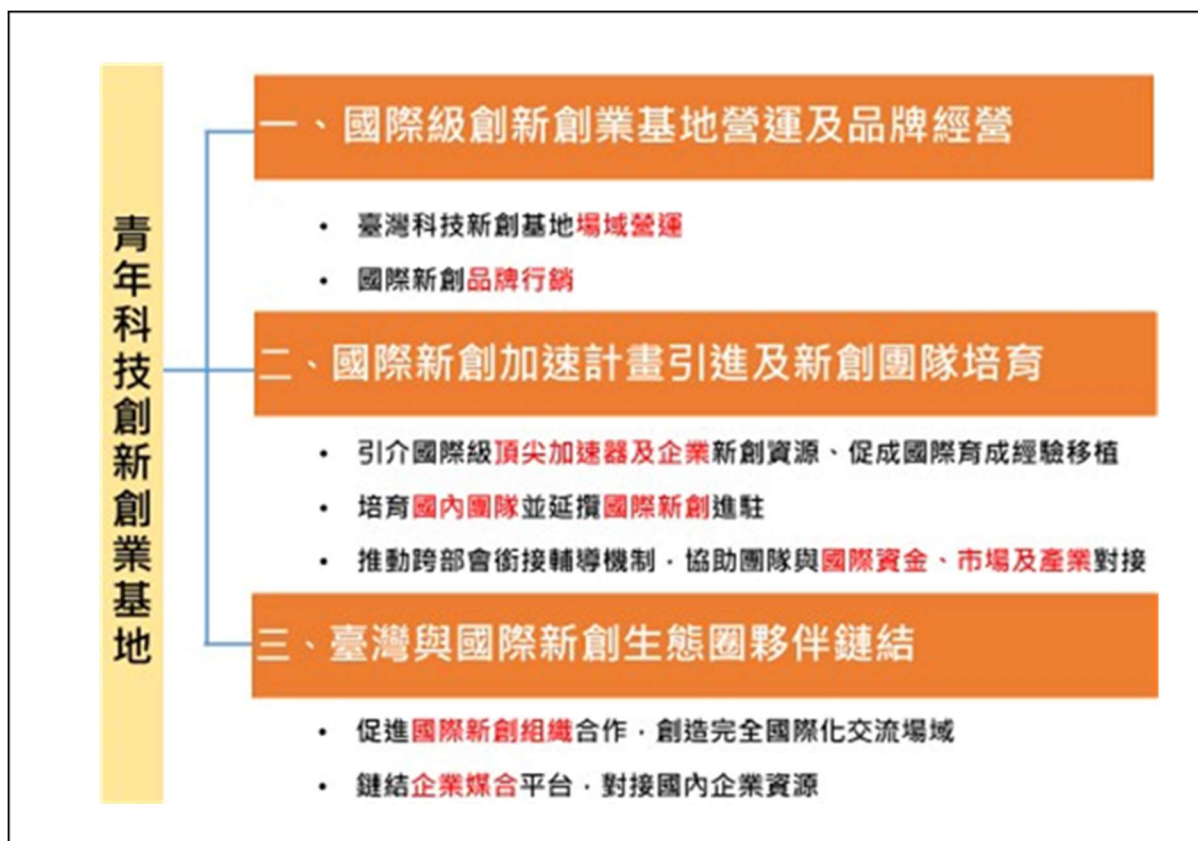 青年科技創新創業基地
一、國際級創新創業基地營運及品牌經營
• 臺灣科技新創基地場域營運
• 國際新創品牌行銷
二、國際新創加速計畫引進及新創團隊培育
• 引介國際級頂尖加速器及企業新創資源、促成國際育成經驗移植
• 培育國內團隊並延攬國際新創進駐
• 推動跨部會銜接輔導機制，協助團隊與國際資金、市場及產業對接
三、臺灣與國際新創生態圈夥伴鏈結
• 促進國際新創組織合作，創造完全國際化交流場域
• 鏈結企業媒合平台，對接國內企業資源